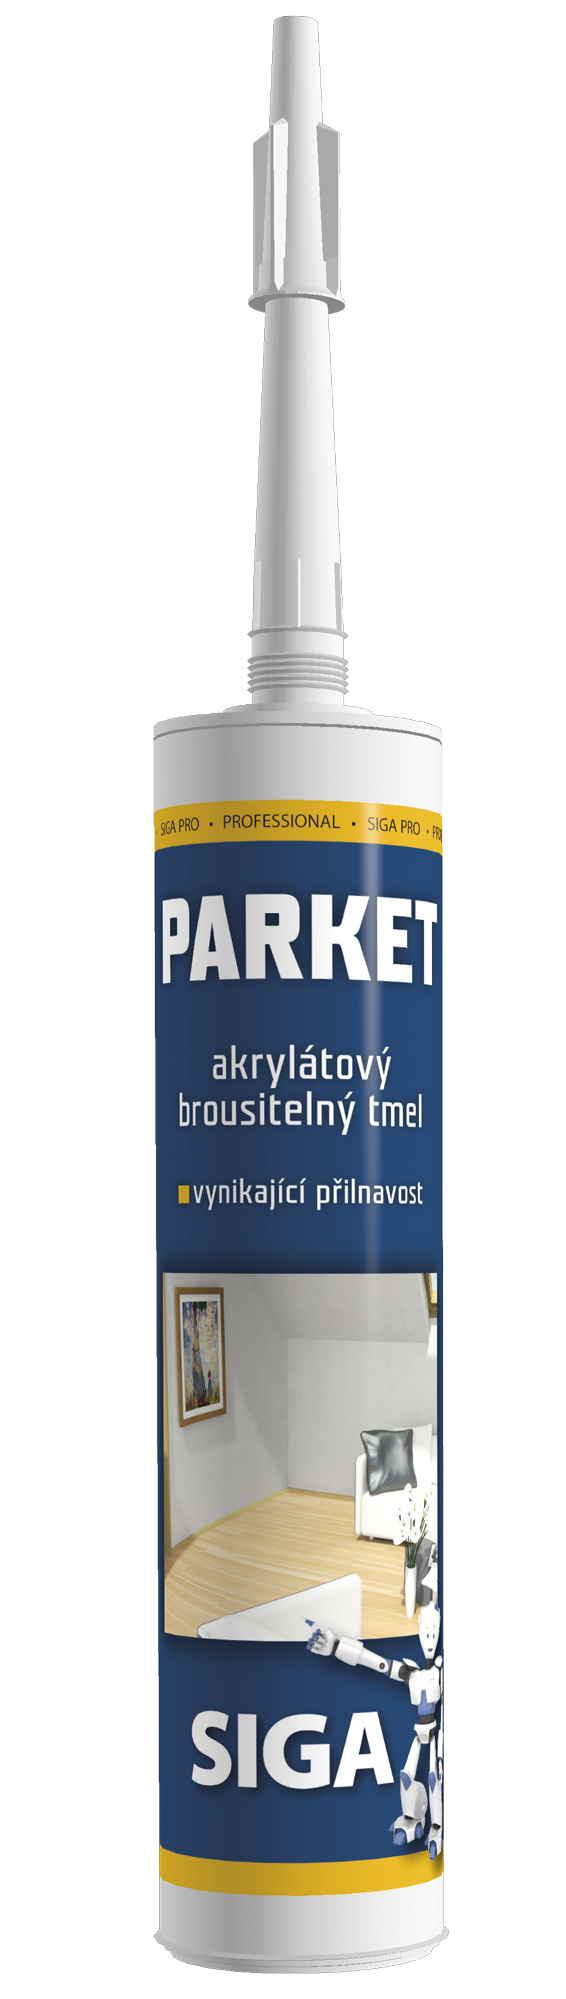 SIGA PRO • PROFESSIONAL • SIGA PRO •
PARKET
akrylátový
brousitelný tmel
vynikající přilnavost
SIGA